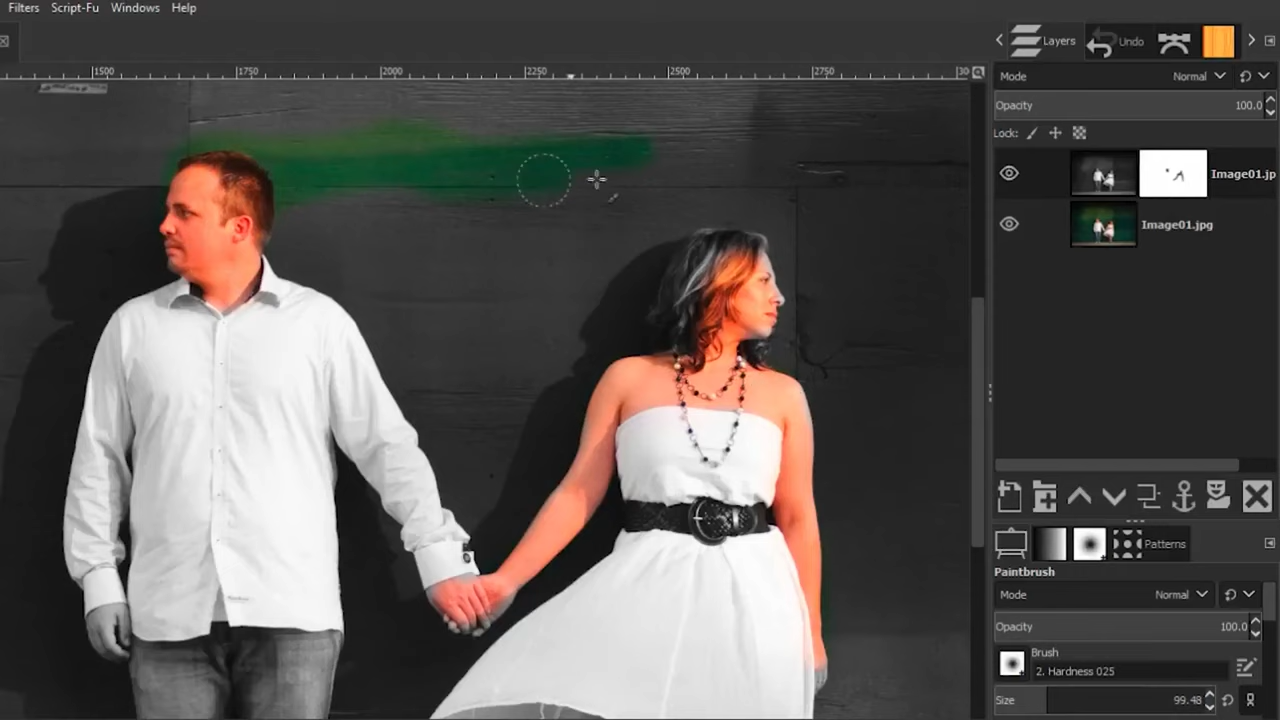 Filters Script-Fu Windows Help
Layers Undo
1500 1750 2000 2250 2500 2750 30
Mode Normal
Opacity 100.0
Lock:
Image01.jp
Image01.jpg
Patterns
Paintbrush
Mode Normal
Opacity 100.0
Brush
2. Hardness 025
Size 99.48